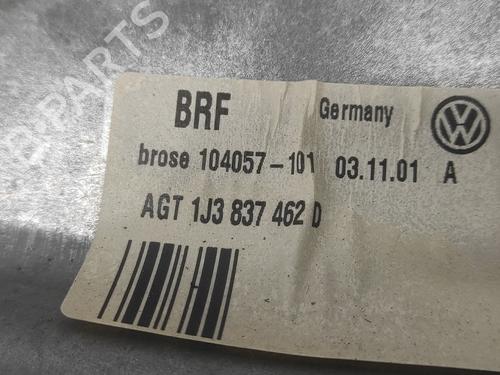 PARTS
BRF Germany
brose 104057-101 03.11.01 A
AGT 1J3 837 462 D